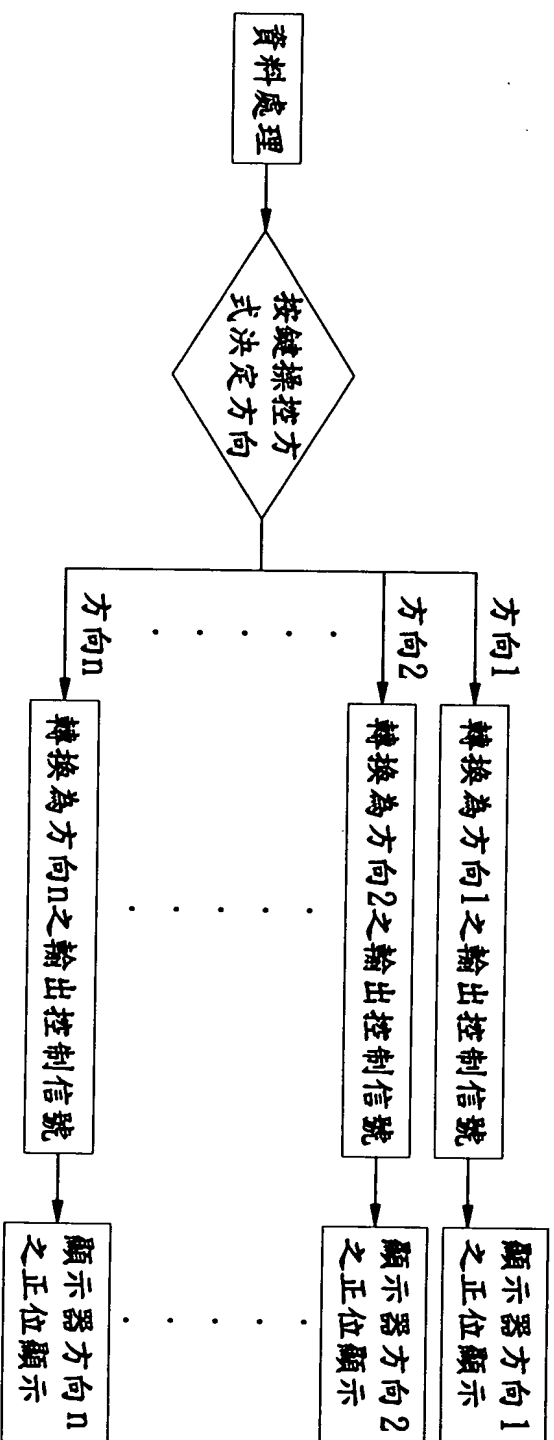 資料處理
按鍵操控方
式決定方向
方向1
轉換為方向1之輸出控制信號
顯示器方向1
之正位顯示
方向2
轉換為方向2之輸出控制信號
顯示器方向2
之正位顯示
方向n
轉換為方向n之輸出控制信號
顯示器方向n
之正位顯示